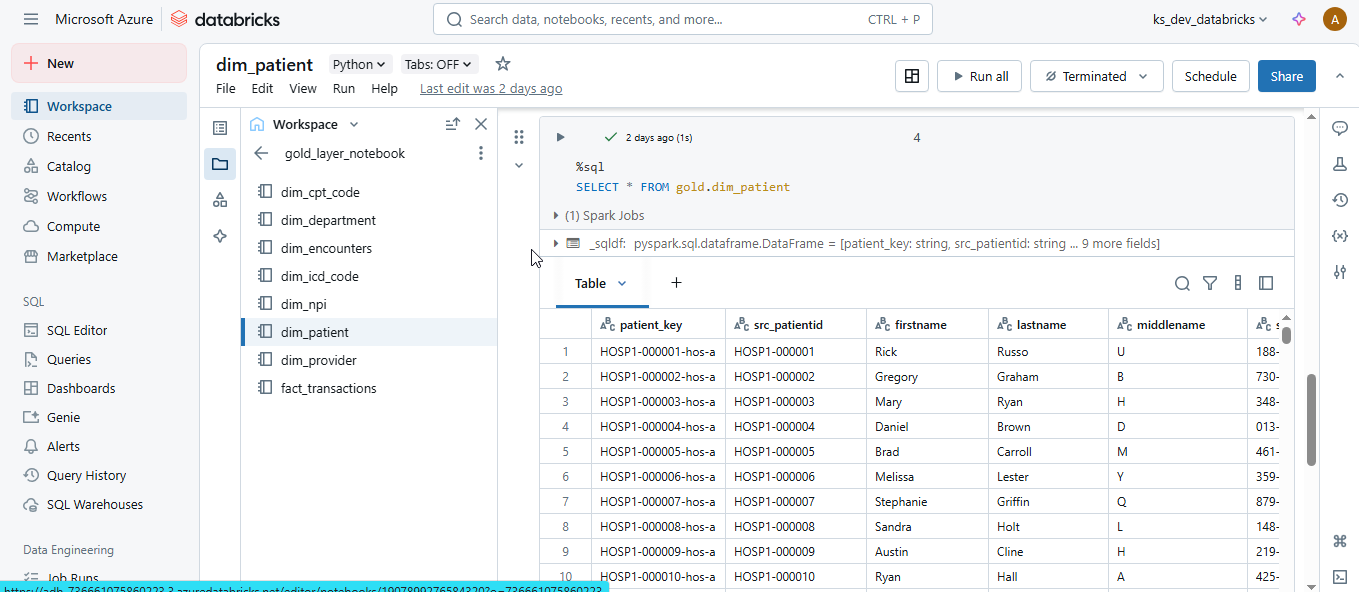 Microsoft Azure databricks Search data, notebooks, recents, and more... CTRL + P ks_dev_databricks A
New
Workspace
Recents
Catalog
Workflows
Compute
Marketplace
SQL
SQL Editor
Queries
Dashboards
Genie
Alerts
Query History
SQL Warehouses
Data Engineering
Job Runs
dim_patient Python Tabs: OFF
File Edit View Run Help Last edit was 2 days ago
Run all Terminated Schedule Share
Workspace
gold_layer_notebook
dim_cpt_code
dim_department
dim_encounters
dim_icd_code
dim_npi
dim_patient
dim_provider
fact_transactions
2 days ago (1s) 4
%sql
SELECT * FROM gold.dim_patient
(1) Spark Jobs
_sqldf: pyspark.sql.dataframe.DataFrame = [patient_key: string, src_patientid: string ... 9 more fields]
Table +
ABC patient_key ABC src_patientid ABC firstname ABC lastname ABC middlename ABC
1 HOSP1-000001-hos-a HOSP1-000001 Rick Russo U 188-
2 HOSP1-000002-hos-a HOSP1-000002 Gregory Graham B 730-
3 HOSP1-000003-hos-a HOSP1-000003 Mary Ryan H 348-
4 HOSP1-000004-hos-a HOSP1-000004 Daniel Brown D 013-
5 HOSP1-000005-hos-a HOSP1-000005 Brad Carroll M 461-
6 HOSP1-000006-hos-a HOSP1-000006 Melissa Lester Y 359-
7 HOSP1-000007-hos-a HOSP1-000007 Stephanie Griffin Q 879-
8 HOSP1-000008-hos-a HOSP1-000008 Sandra Holt L 148-
9 HOSP1-000009-hos-a HOSP1-000009 Austin Cline H 219-
10 HOSP1-000010-hos-a HOSP1-000010 Ryan Hall A 425-